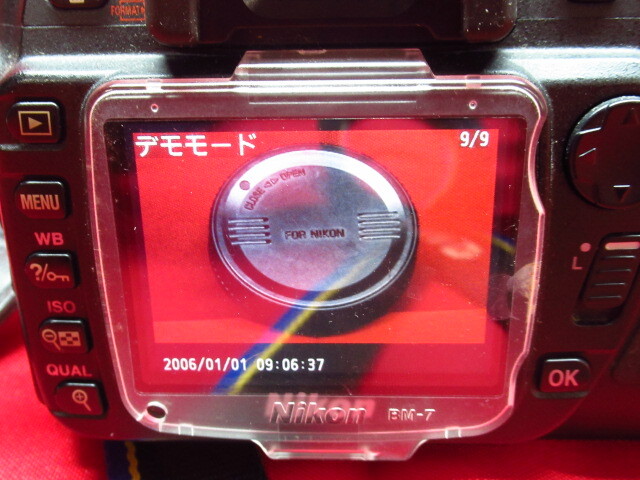 FORMAT
デモモード 9/9
CLOSE ◁▷ OPEN
FOR NIKON
MENU
WB
?/
L
ISO
QUAL
2006/01/01 09:06:37
OK
Nikon BM-7